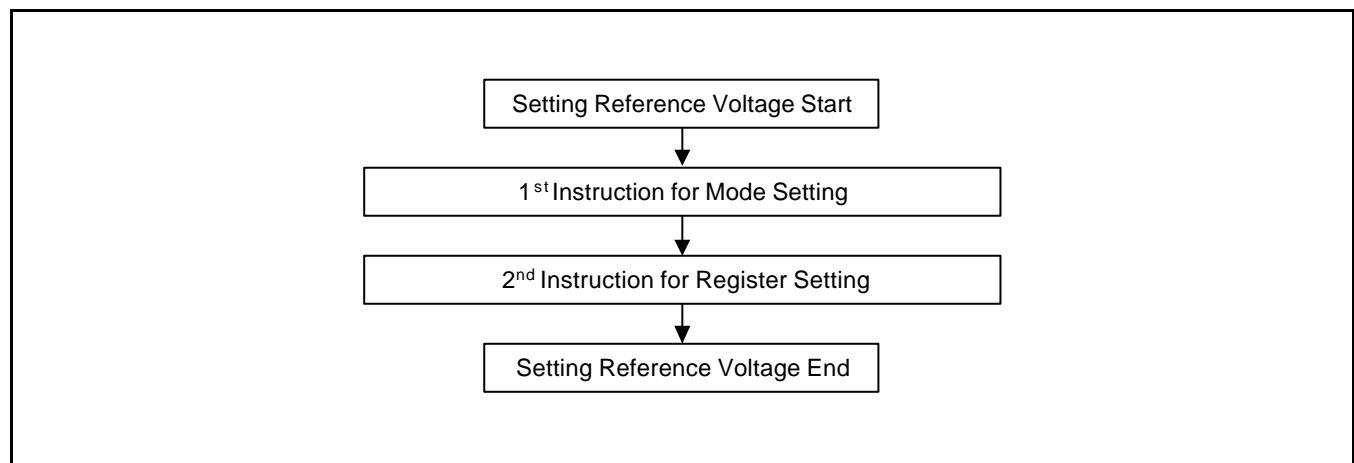 Setting Reference Voltage Start
1st Instruction for Mode Setting
2nd Instruction for Register Setting
Setting Reference Voltage End